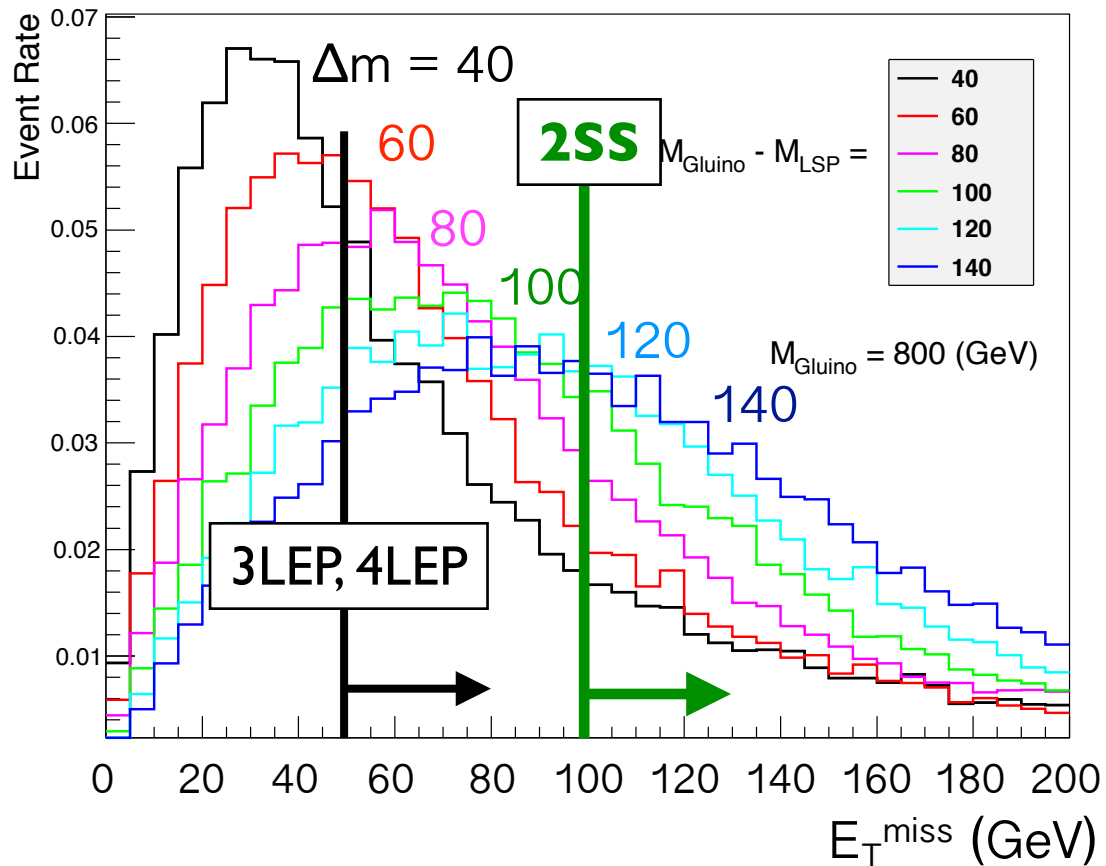 Event Rate
0.07
0.06
0.05
0.04
0.03
0.02
0.01
Δm = 40
60
80
100
120
140
2SS
3LEP, 4LEP
M_Gluino - M_LSP =
40
60
80
100
120
140
M_Gluino = 800 (GeV)
0 20 40 60 80 100 120 140 160 180 200
E_T^miss (GeV)